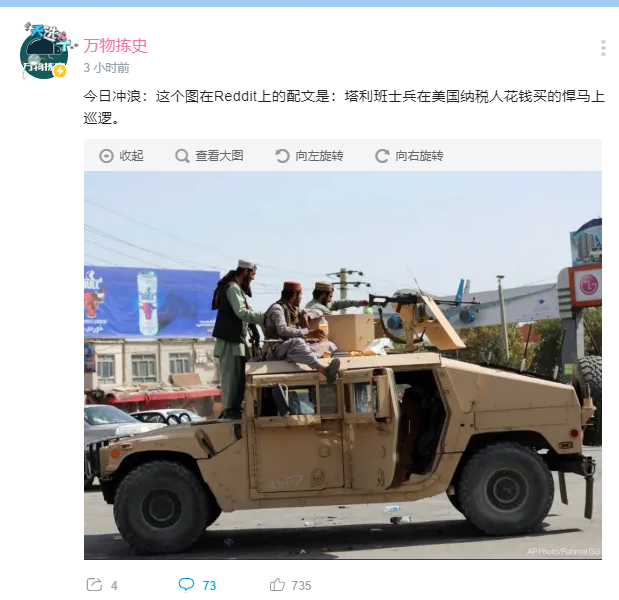 万物拣史
3 小时前
今日冲浪：这个图在Reddit上的配文是：塔利班士兵在美国纳税人花钱买的悍马上
巡逻。
收起 查看大图 向左旋转 向右旋转
BULL
LG
AP Photo/Rahmat Gul
4 73 735